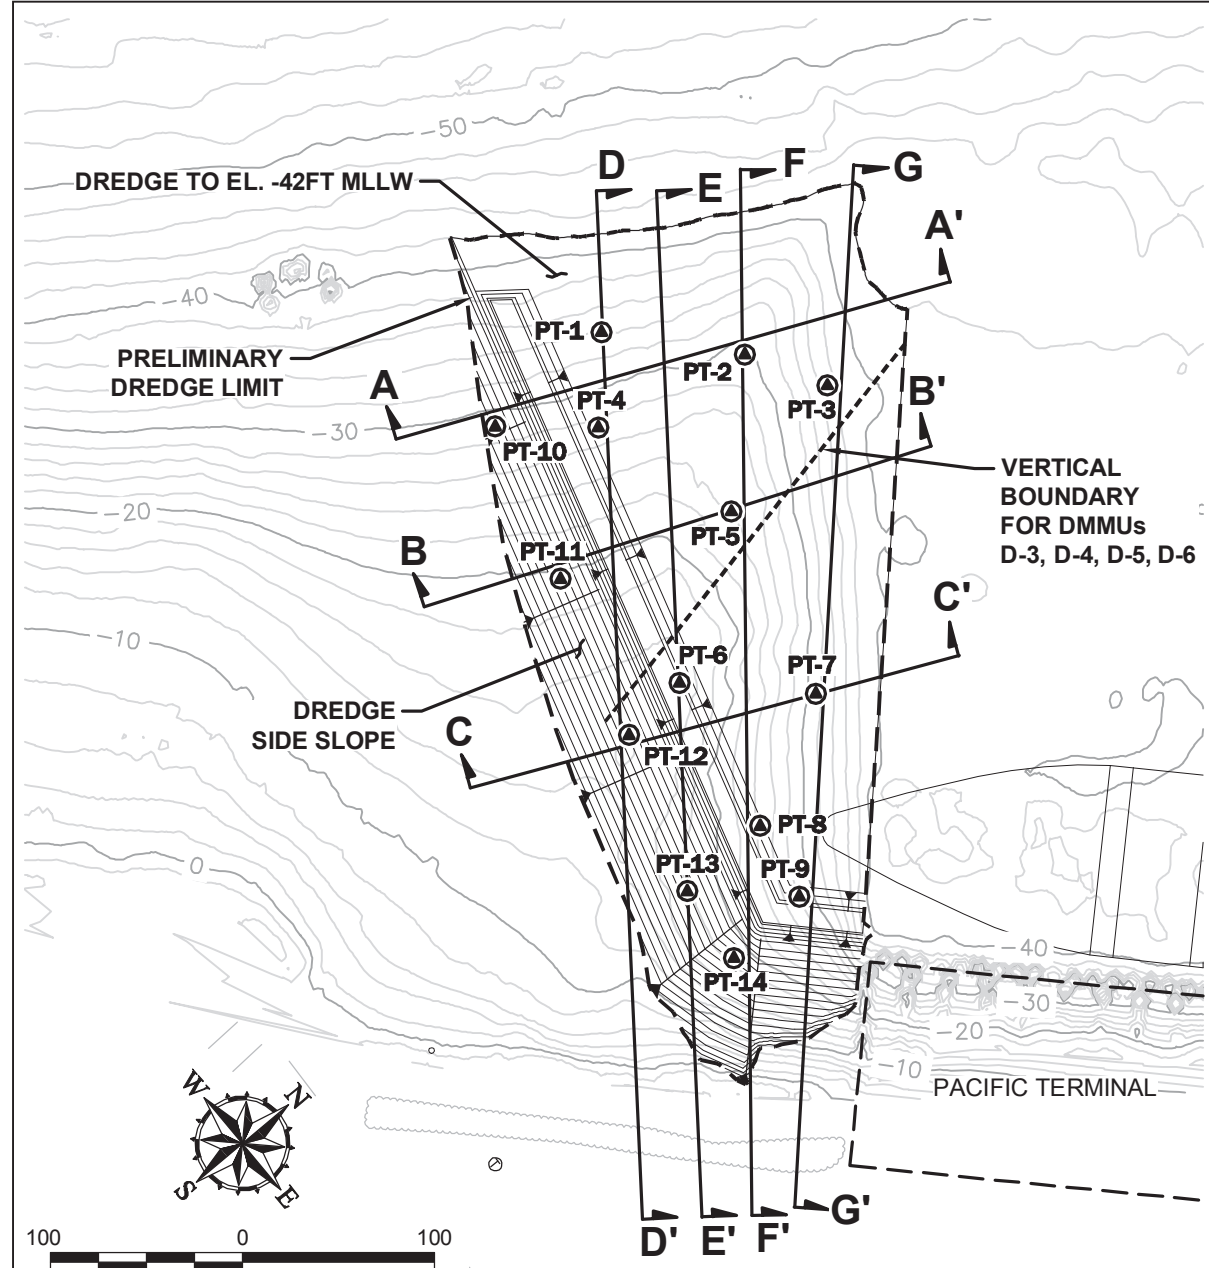 -50
D
F
G
DREDGE TO EL. -42FT MLLW
E
A'
-40
PT-1
PRELIMINARY
DREDGE LIMIT
PT-2
A
PT-4
PT-3
B'
-30
PT-10
VERTICAL
BOUNDARY
FOR DMMUs
D-3, D-4, D-5, D-6
-20
PT-5
B
PT-11
C'
-10
PT-6
PT-7
DREDGE
SIDE SLOPE
C
PT-12
PT-8
0
PT-13
PT-9
-40
PT-14
-30
-20
-10
PACIFIC TERMINAL
W
N
S
E
D'
E'
F'
G'
100
0
100